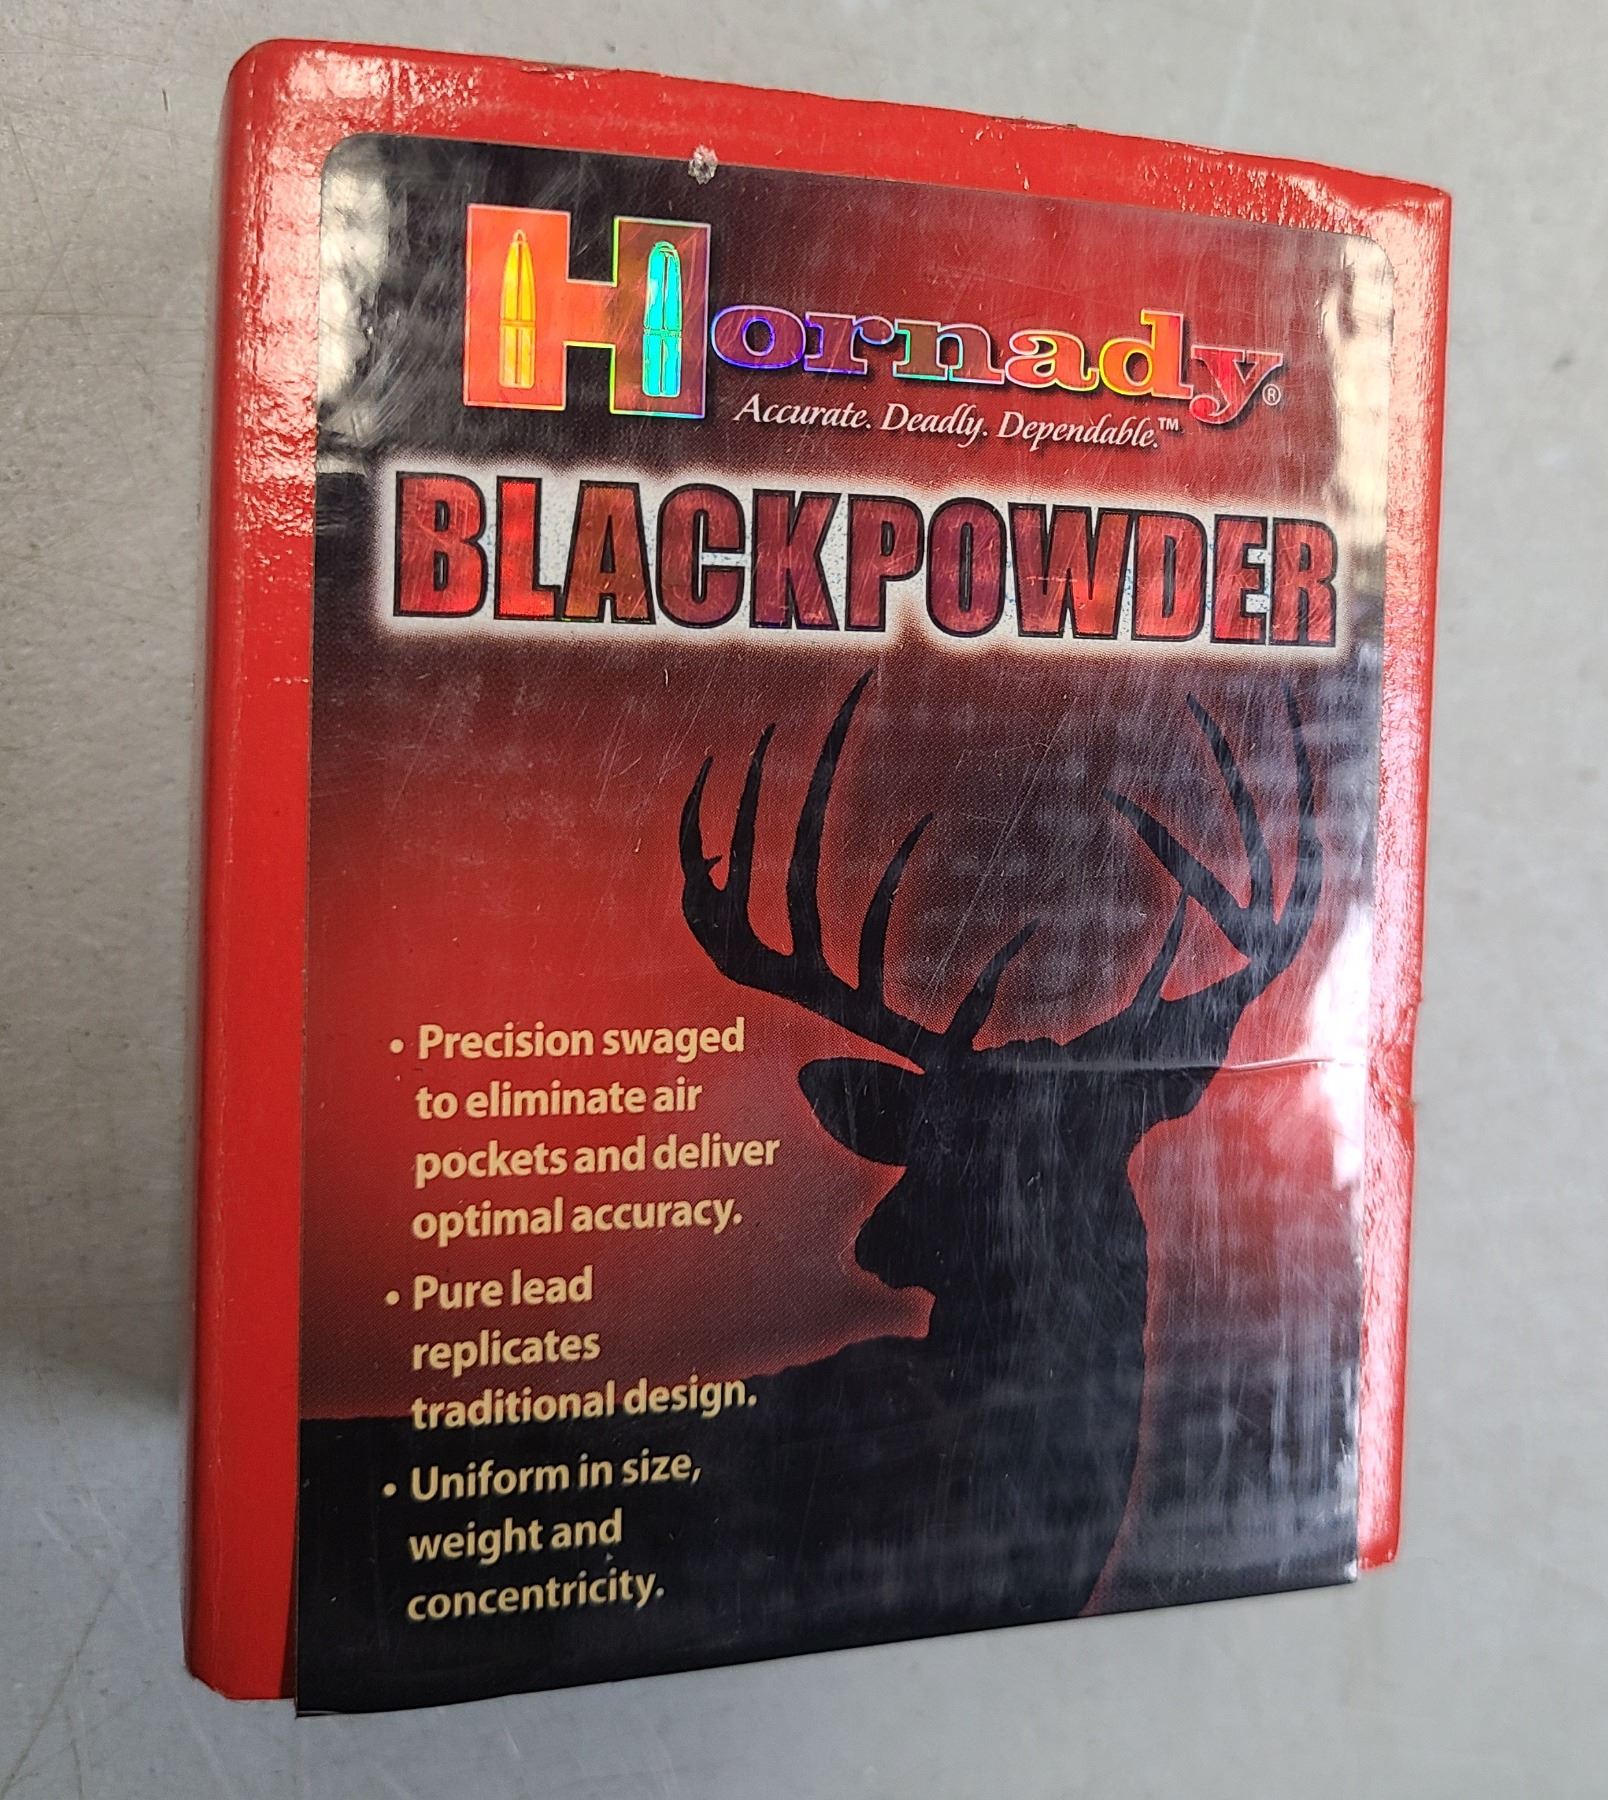 Hornady®
Accurate. Deadly. Dependable.™
BLACKPOWDER
• Precision swaged
to eliminate air
pockets and deliver
optimal accuracy.
• Pure lead
replicates
traditional design.
• Uniform in size,
weight and
concentricity.